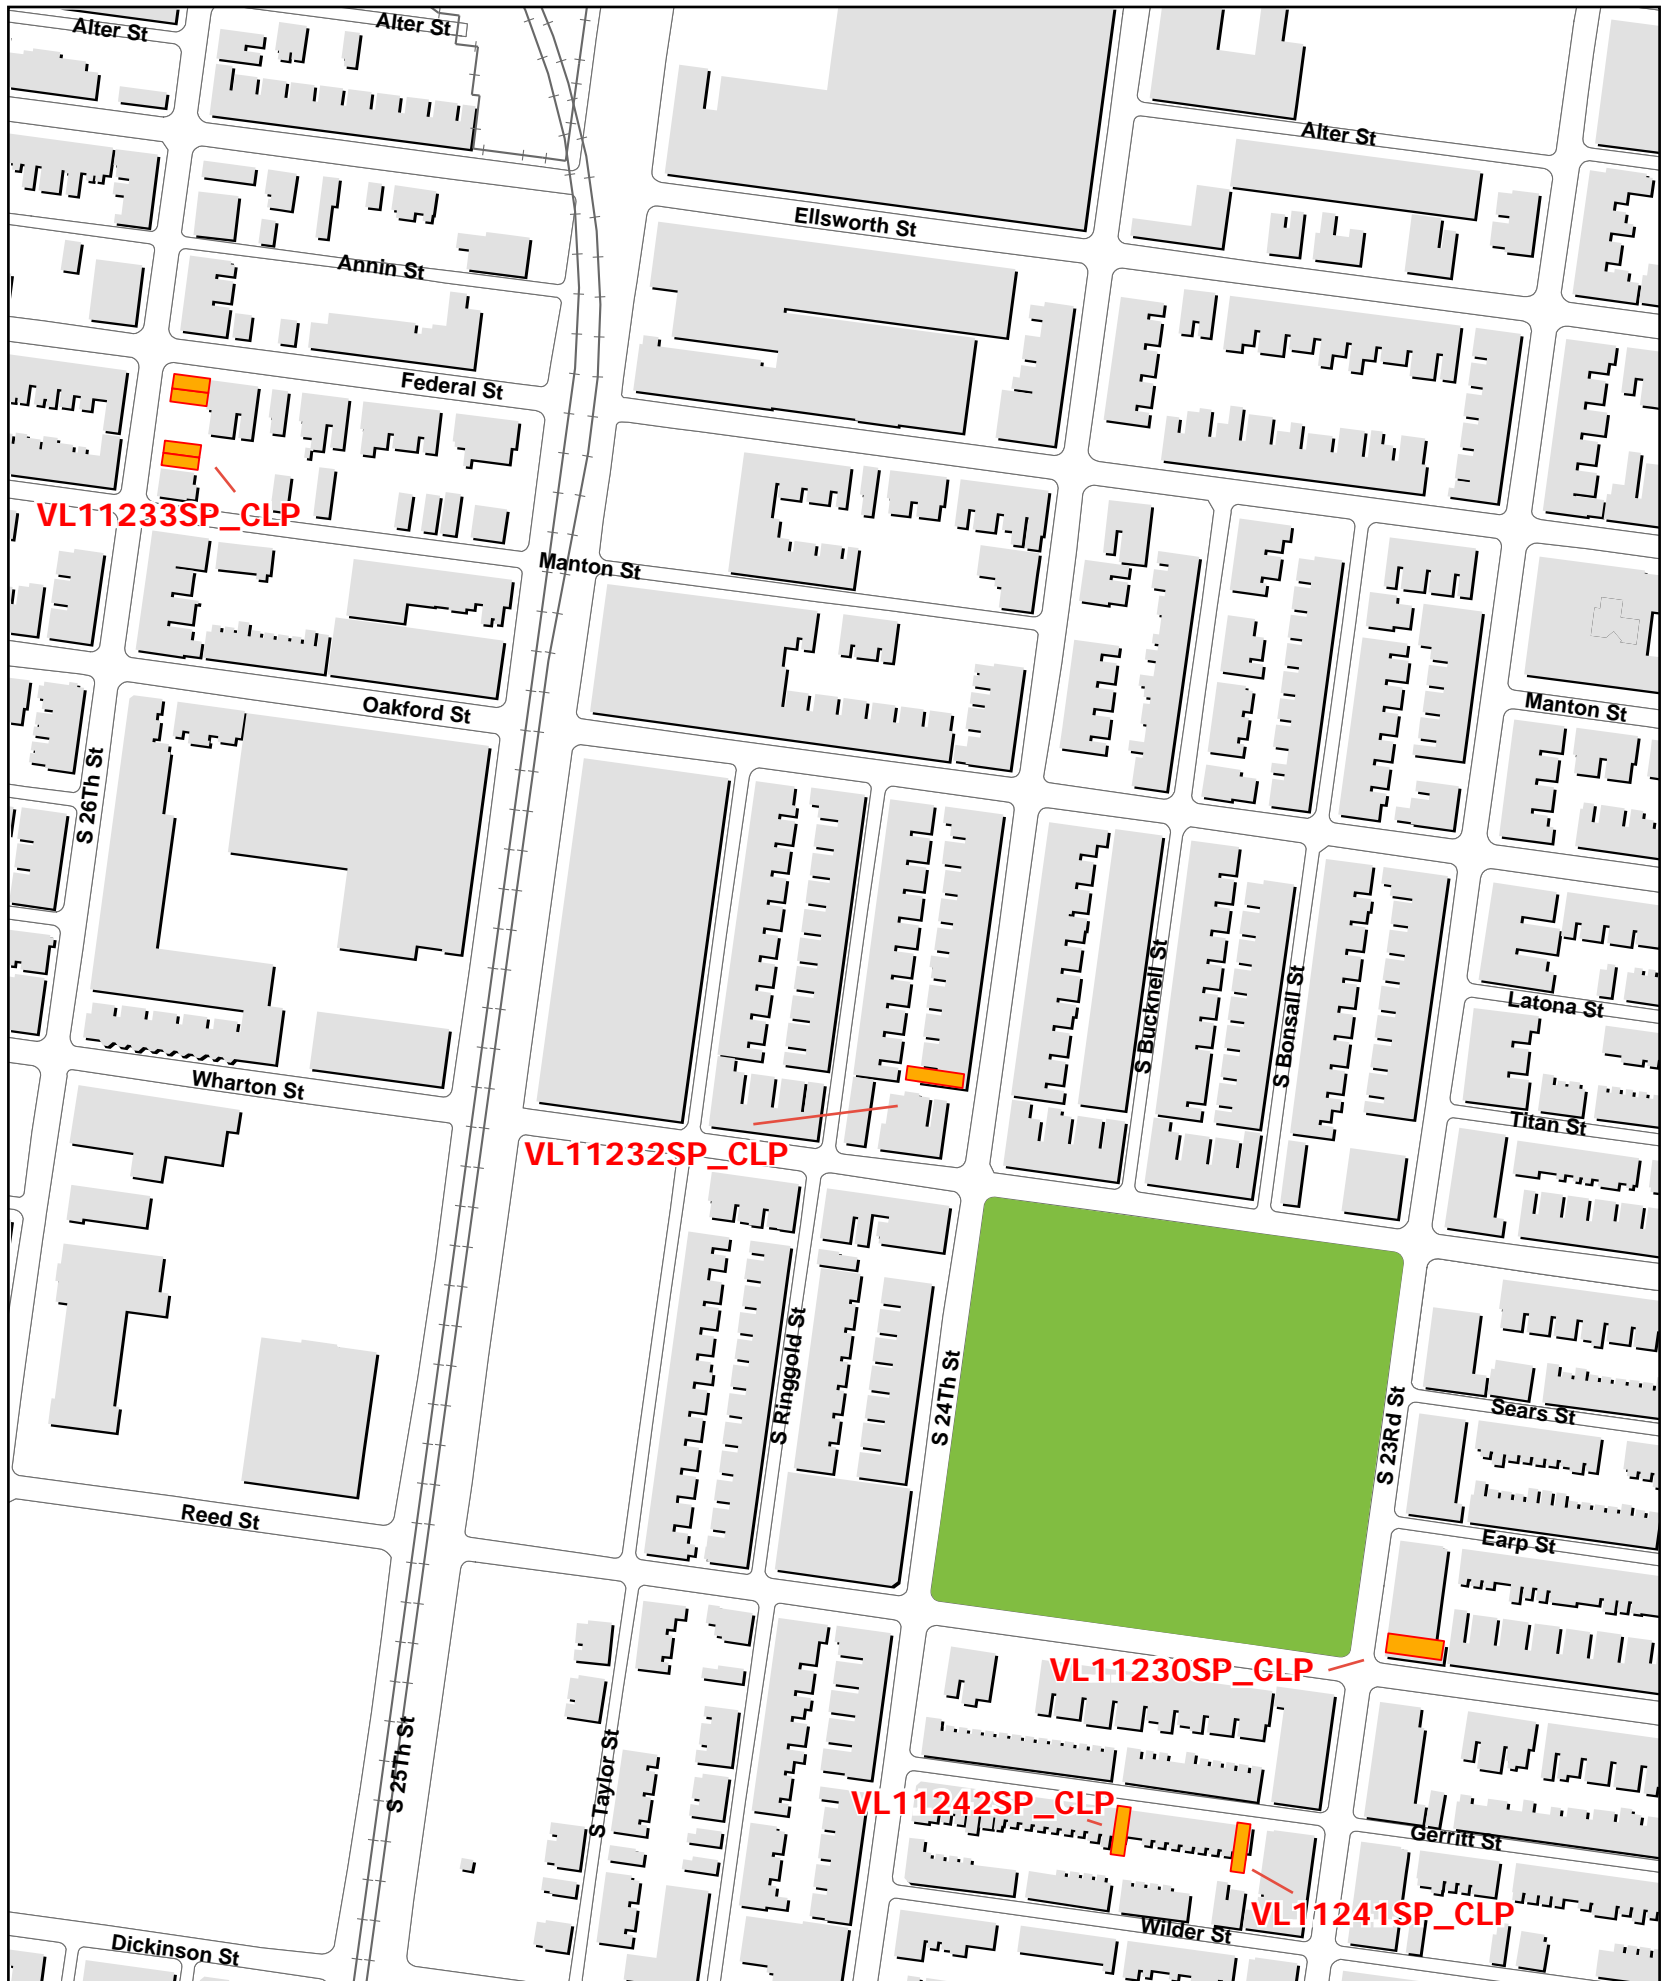 Alter St
Alter St
Alter St
Ellsworth St
Annin St
Federal St
VL11233SP_CLP
Manton St
Manton St
Oakford St
S 26Th St
S Bucknell St
S Bonsall St
Latona St
Wharton St
Titan St
VL11232SP_CLP
S Ringgold St
S 24Th St
S 23Rd St
Sears St
Reed St
Earp St
VL11230SP_CLP
S 25Th St
S Taylor St
VL11242SP_CLP
Gerritt St
VL11241SP_CLP
Wilder St
Dickinson St